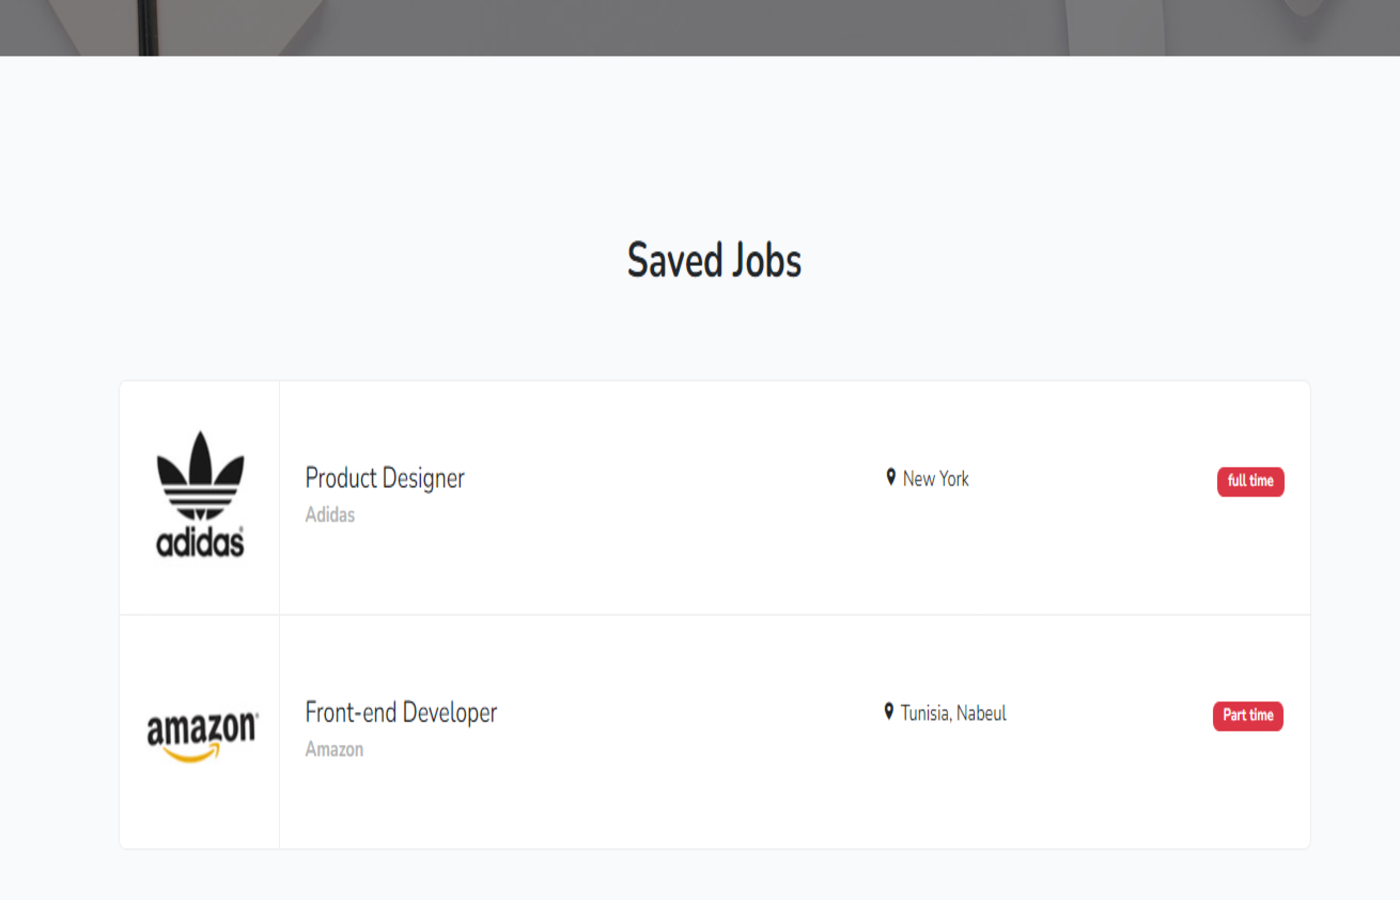 Saved Jobs
adidas
Product Designer
Adidas
New York
full time
amazon
Front-end Developer
Amazon
Tunisia, Nabeul
Part time